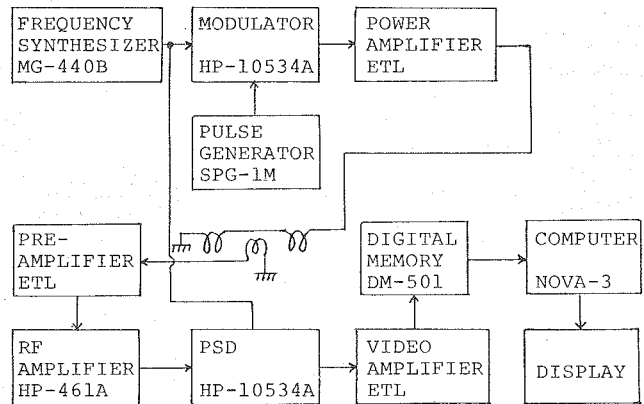 FREQUENCY
SYNTHESIZER
MG-440B
MODULATOR
HP-10534A
POWER
AMPLIFIER
ETL
PULSE
GENERATOR
SPG-1M
PRE-
AMPLIFIER
ETL
DIGITAL
MEMORY
DM-501
COMPUTER
NOVA-3
RF
AMPLIFIER
HP-461A
PSD
HP-10534A
VIDEO
AMPLIFIER
ETL
DISPLAY